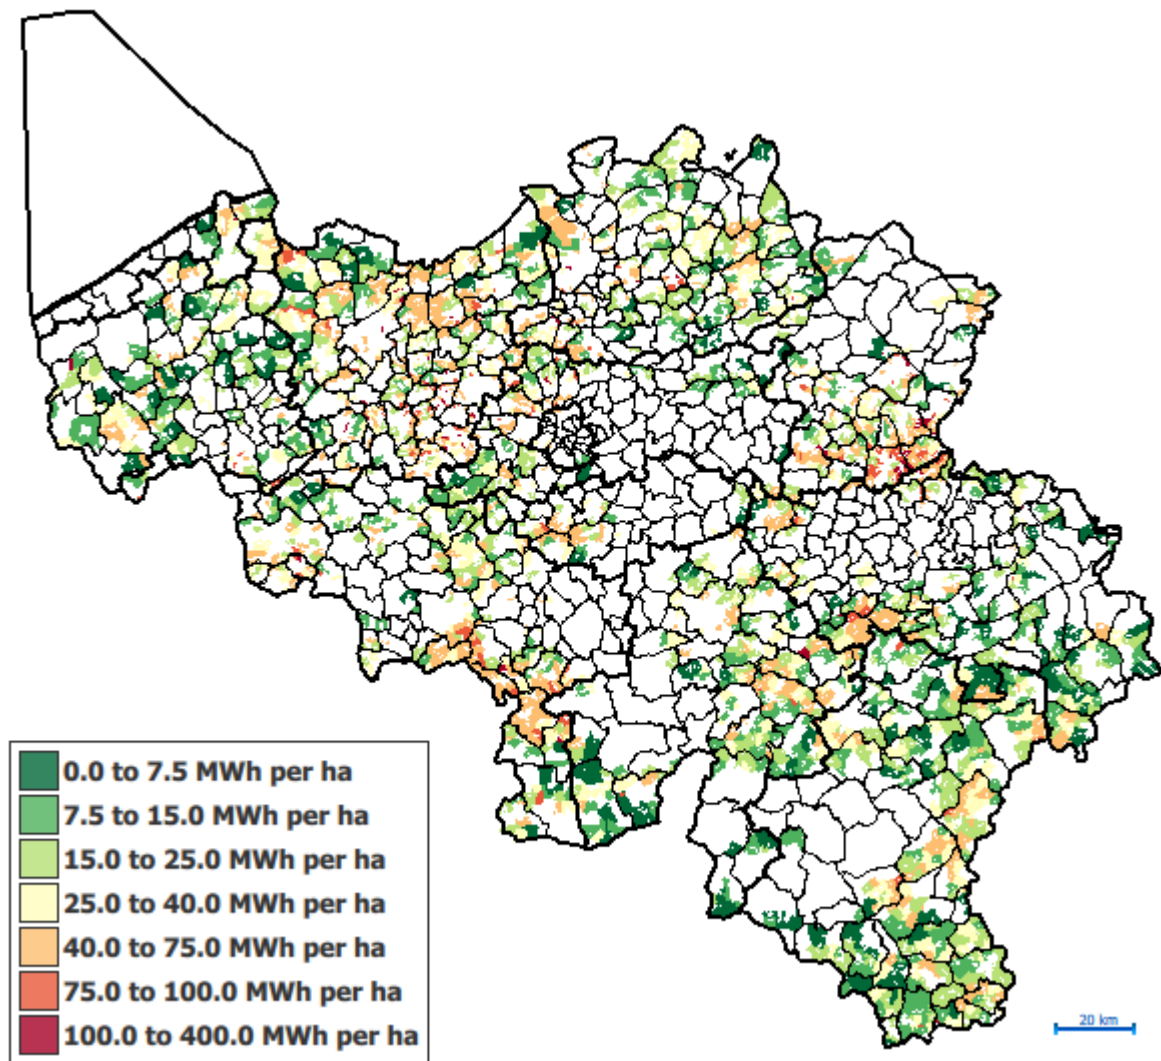 0.0 to 7.5 MWh per ha
7.5 to 15.0 MWh per ha
15.0 to 25.0 MWh per ha
25.0 to 40.0 MWh per ha
40.0 to 75.0 MWh per ha
75.0 to 100.0 MWh per ha
100.0 to 400.0 MWh per ha
20 km